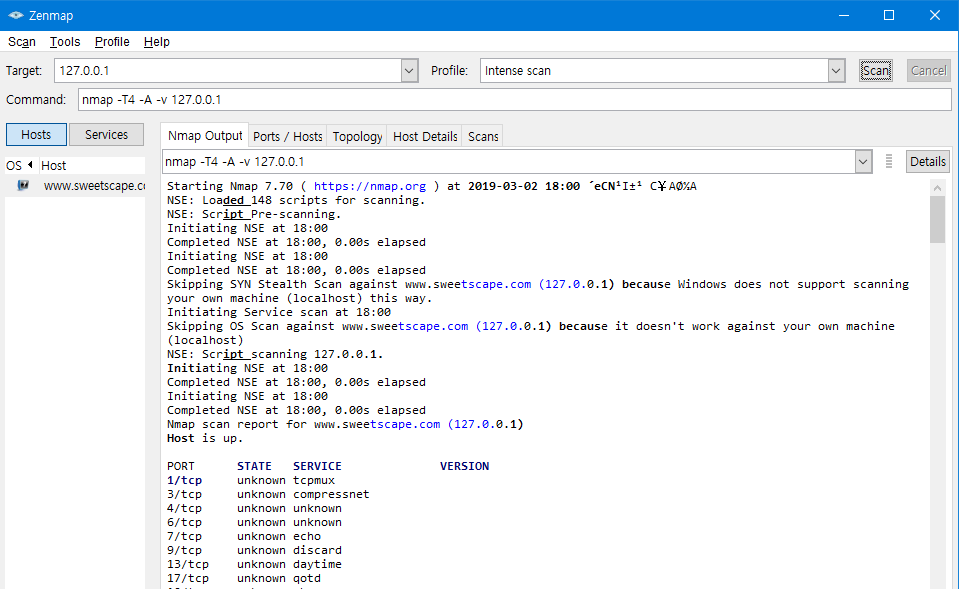 Zenmap
Scan Tools Profile Help
Target: 127.0.0.1 Profile: Intense scan Scan Cancel
Command: nmap -T4 -A -v 127.0.0.1
Hosts Services
OS Host
www.sweetscape.co
Nmap Output Ports / Hosts Topology Host Details Scans
nmap -T4 -A -v 127.0.0.1 Details
Starting Nmap 7.70 ( https://nmap.org ) at 2019-03-02 18:00 ´eCN¹I±¹ C¥AØ¾A
NSE: Loaded 148 scripts for scanning.
NSE: Script Pre-scanning.
Initiating NSE at 18:00
Completed NSE at 18:00, 0.00s elapsed
Initiating NSE at 18:00
Completed NSE at 18:00, 0.00s elapsed
Skipping SYN Stealth Scan against www.sweetscape.com (127.0.0.1) because Windows does not support scanning
your own machine (localhost) this way.
Initiating Service scan at 18:00
Skipping OS Scan against www.sweetscape.com (127.0.0.1) because it doesn't work against your own machine
(localhost)
NSE: Script scanning 127.0.0.1.
Initiating NSE at 18:00
Completed NSE at 18:00, 0.00s elapsed
Initiating NSE at 18:00
Completed NSE at 18:00, 0.00s elapsed
Nmap scan report for www.sweetscape.com (127.0.0.1)
Host is up.
PORT STATE SERVICE VERSION
1/tcp unknown tcpmux
3/tcp unknown compressnet
4/tcp unknown unknown
6/tcp unknown unknown
7/tcp unknown echo
9/tcp unknown discard
13/tcp unknown daytime
17/tcp unknown qotd